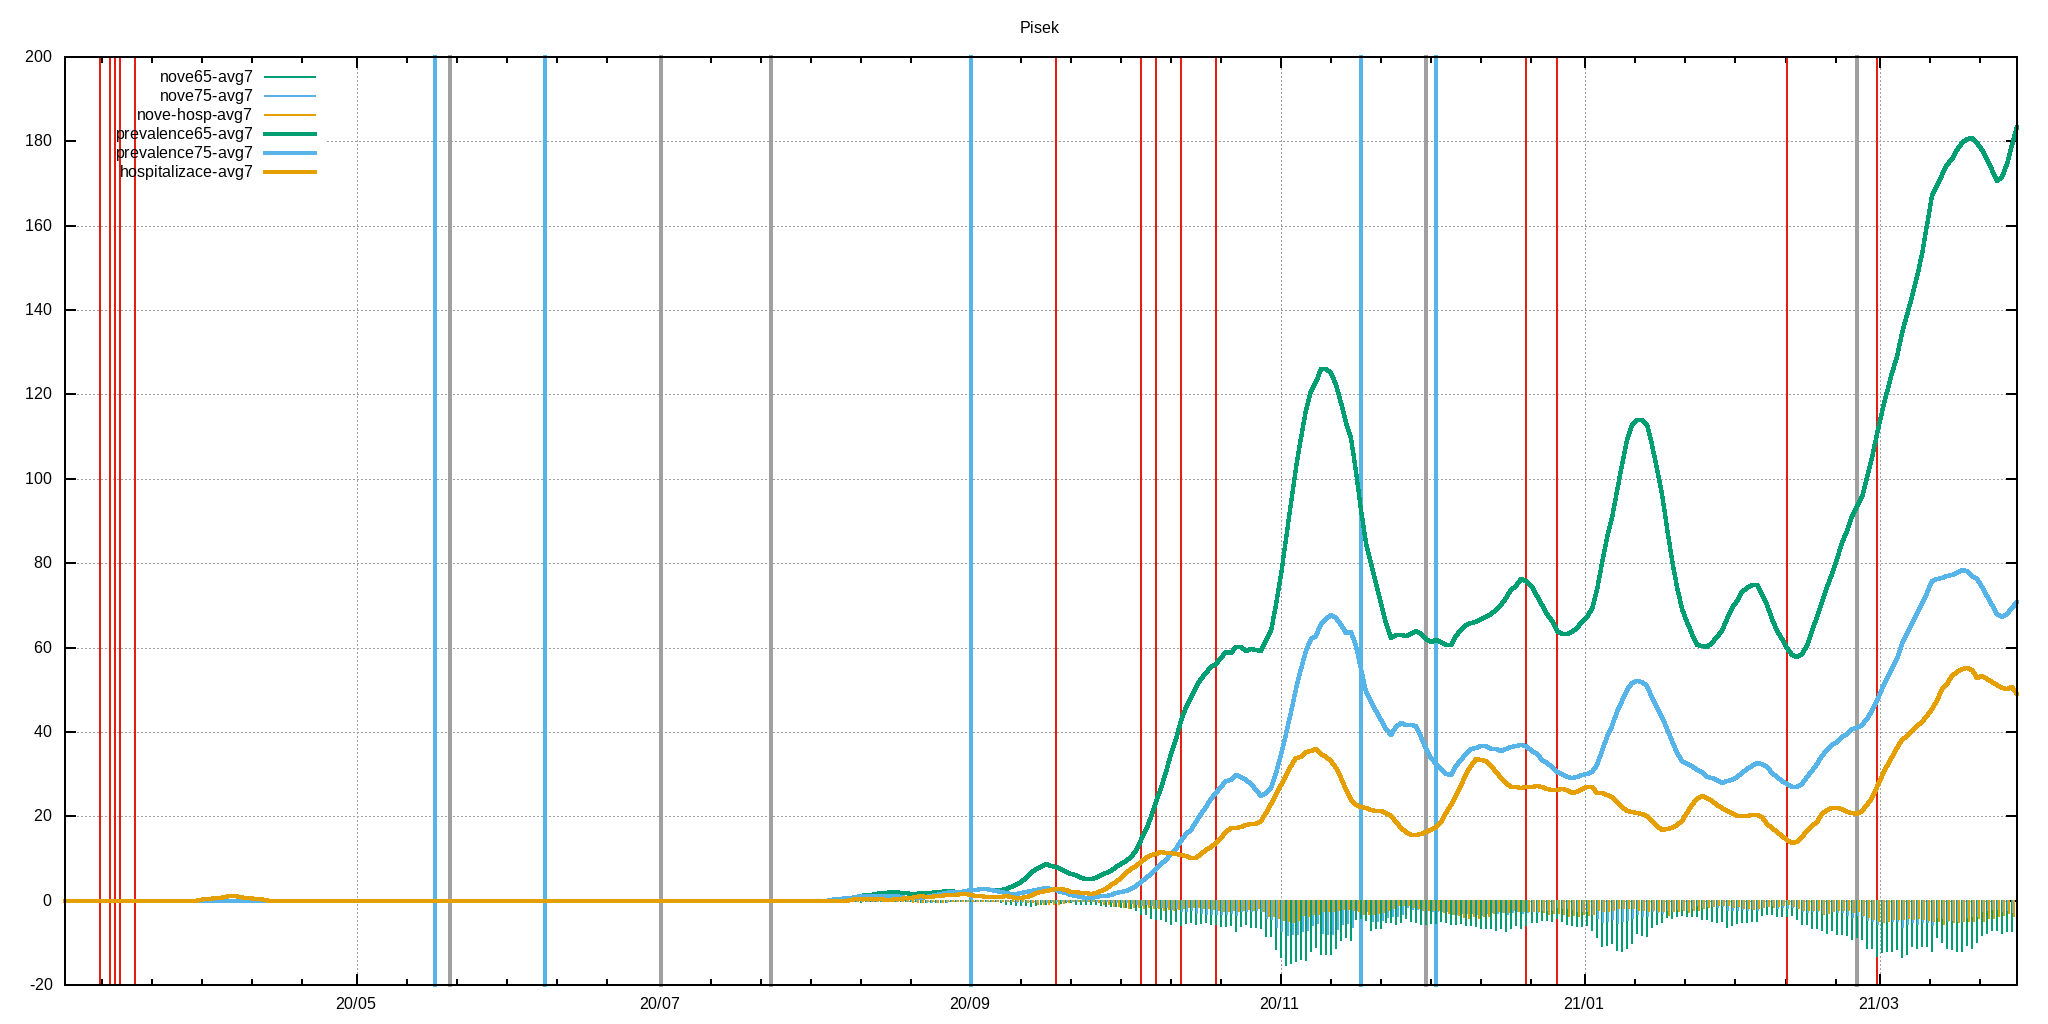 Pisek
200
180
160
140
120
100
80
60
40
20
0
-20
nove65-avg7
nove75-avg7
nove-hosp-avg7
prevalence65-avg7
prevalence75-avg7
hospitalizace-avg7
20/05 20/07 20/09 20/11 21/01 21/03